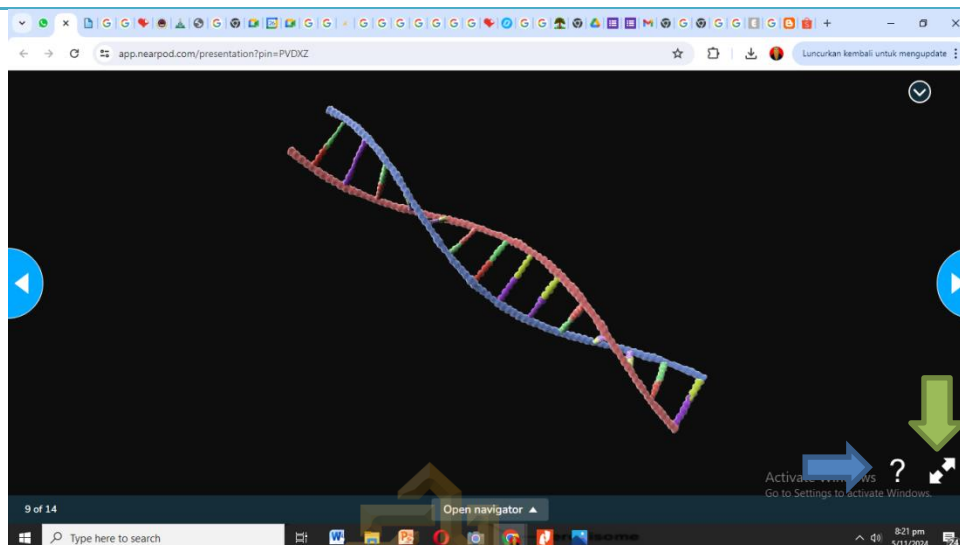 app.nearpod.com/presentation?pin=PVDXZ
Luncurkan kembali untuk mengupdate
?
Activate Windows
Go to Settings to activate Windows.
9 of 14
Open navigator
Type here to search
8:21 pm
5/11/2024
24